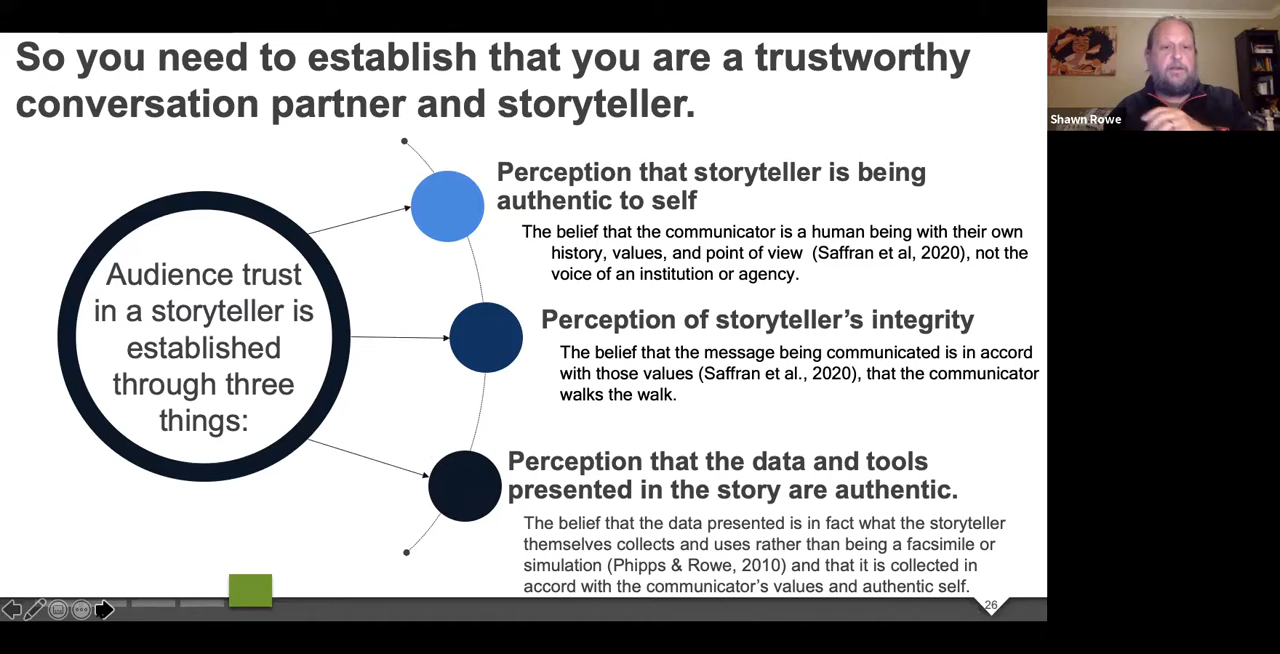 So you need to establish that you are a trustworthy
conversation partner and storyteller.
Shawn Rowe
Audience trust
in a storyteller is
established
through three
things:
Perception that storyteller is being
authentic to self
The belief that the communicator is a human being with their own
history, values, and point of view  (Saffran et al, 2020), not the
voice of an institution or agency.
Perception of storyteller’s integrity
The belief that the message being communicated is in accord
with those values (Saffran et al., 2020), that the communicator
walks the walk.
Perception that the data and tools
presented in the story are authentic.
The belief that the data presented is in fact what the storyteller
themselves collects and uses rather than being a facsimile or
simulation (Phipps & Rowe, 2010) and that it is collected in
accord with the communicator’s values and authentic self.
26